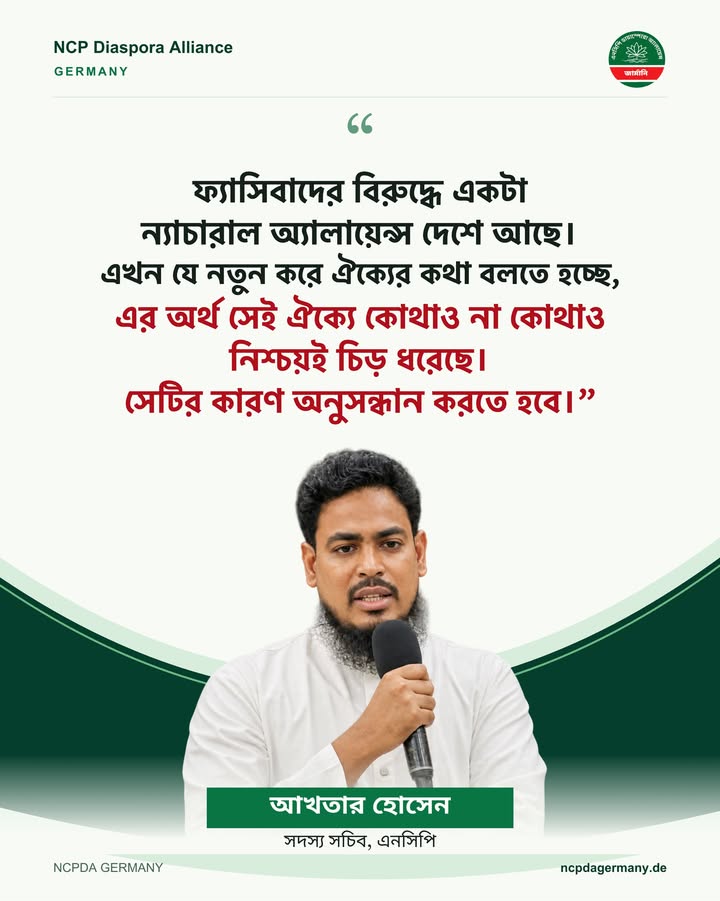 NCP Diaspora Alliance
GERMANY
এনসিপি ডায়াস্পোরা অ্যালায়েন্স
জার্মানি
“
ফ্যাসিবাদের বিরুদ্ধে একটা
ন্যাচারাল অ্যালায়েন্স দেশে আছে।
এখন যে নতুন করে ঐক্যের কথা বলতে হচ্ছে,
এর অর্থ সেই ঐক্যে কোথাও না কোথাও
নিশ্চয়ই চিড় ধরেছে।
সেটির কারণ অনুসন্ধান করতে হবে।”
আখতার হোসেন
সদস্য সচিব, এনসিপি
NCPDA GERMANY
ncpdagermany.de